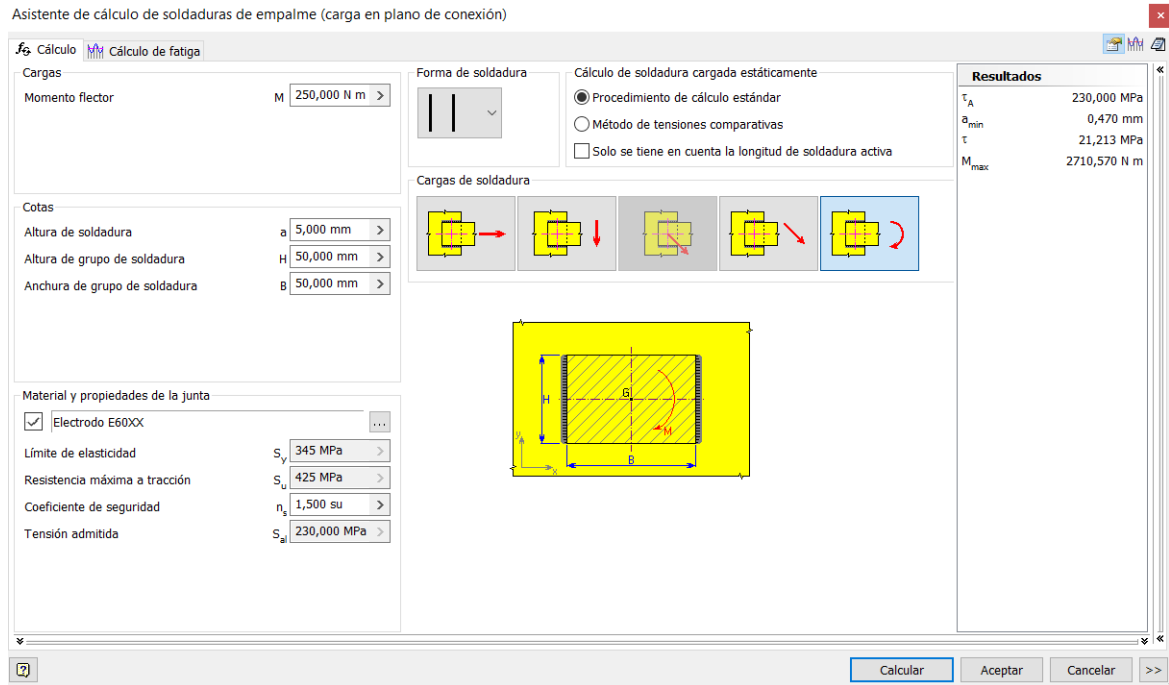 Asistente de cálculo de soldaduras de empalme (carga en plano de conexión)
fG Cálculo
Cálculo de fatiga
Cargas
Momento flector M 250,000 N m >
Cotas
Altura de soldadura a 5,000 mm >
Altura de grupo de soldadura H 50,000 mm >
Anchura de grupo de soldadura B 50,000 mm >
Material y propiedades de la junta
Electrodo E60XX ...
Límite de elasticidad Sy 345 MPa >
Resistencia máxima a tracción Su 425 MPa >
Coeficiente de seguridad ns 1,500 su >
Tensión admitida Sal 230,000 MPa >
Forma de soldadura
Cálculo de soldadura cargada estáticamente
Procedimiento de cálculo estándar
Método de tensiones comparativas
Solo se tiene en cuenta la longitud de soldadura activa
Cargas de soldadura
H
G
M
B
y
x
Resultados
τA 230,000 MPa
amin 0,470 mm
τ 21,213 MPa
Mmax 2710,570 N m
?
Calcular
Aceptar
Cancelar
>>